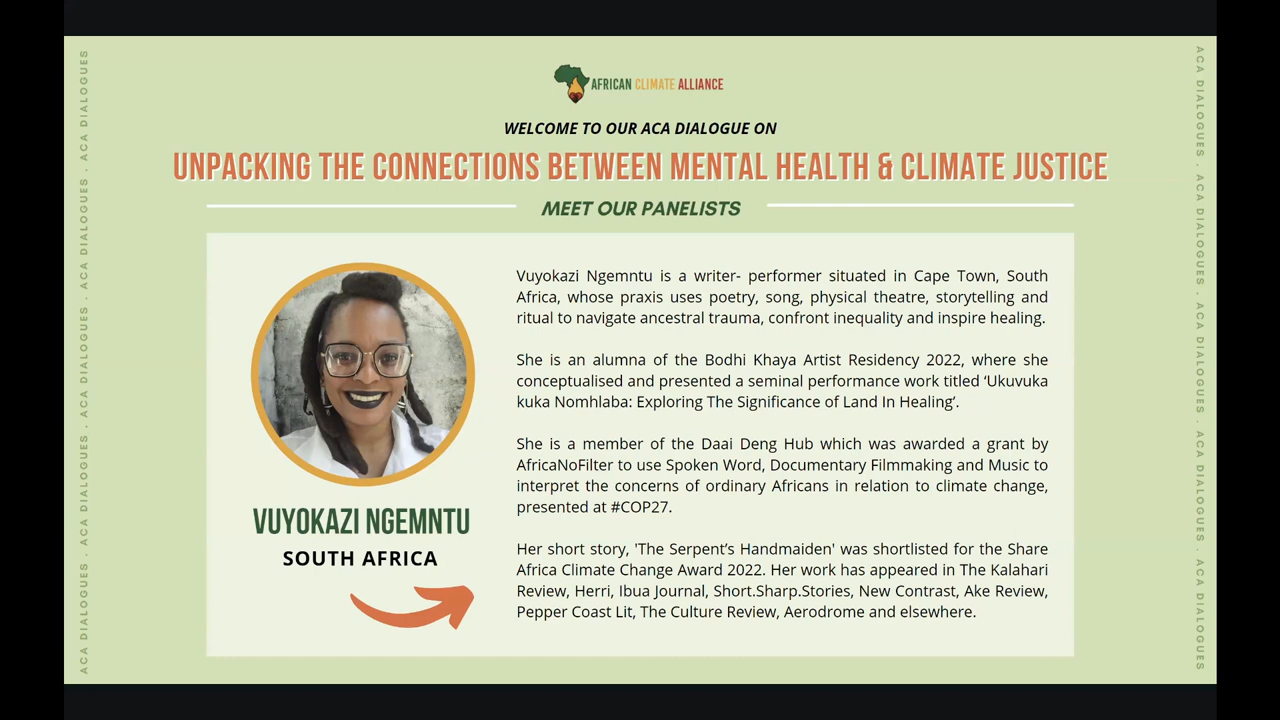 AFRICAN CLIMATE ALLIANCE
WELCOME TO OUR ACA DIALOGUE ON
UNPACKING THE CONNECTIONS BETWEEN MENTAL HEALTH & CLIMATE JUSTICE
MEET OUR PANELISTS
Vuyokazi Ngemntu is a writer- performer situated in Cape Town, South
Africa, whose praxis uses poetry, song, physical theatre, storytelling and
ritual to navigate ancestral trauma, confront inequality and inspire healing.
She is an alumna of the Bodhi Khaya Artist Residency 2022, where she
conceptualised and presented a seminal performance work titled ‘Ukuvuka
kuka Nomhlaba: Exploring The Significance of Land In Healing’.
She is a member of the Daai Deng Hub which was awarded a grant by
AfricaNoFilter to use Spoken Word, Documentary Filmmaking and Music to
interpret the concerns of ordinary Africans in relation to climate change,
presented at #COP27.
Her short story, 'The Serpent’s Handmaiden' was shortlisted for the Share
Africa Climate Change Award 2022. Her work has appeared in The Kalahari
Review, Herri, Ibua Journal, Short.Sharp.Stories, New Contrast, Ake Review,
Pepper Coast Lit, The Culture Review, Aerodrome and elsewhere.
VUYOKAZI NGEMNTU
SOUTH AFRICA
ACA DIALOGUES . ACA DIALOGUES . ACA DIALOGUES . ACA DIALOGUES . ACA DIALOGUES
ACA DIALOGUES . ACA DIALOGUES . ACA DIALOGUES . ACA DIALOGUES . ACA DIALOGUES